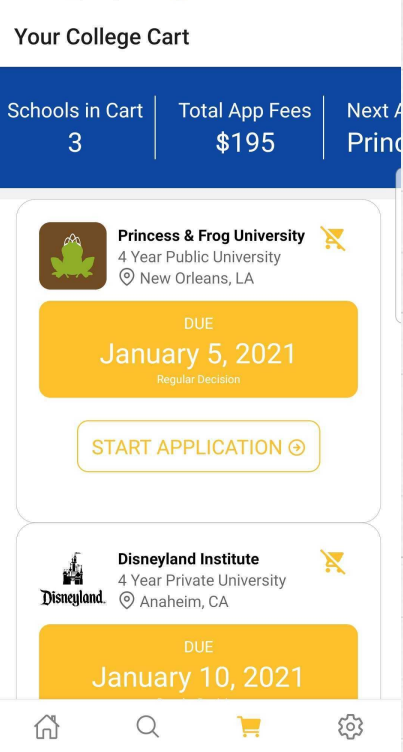 Your College Cart
Schools in Cart
3
Total App Fees
$195
Next A
Princ
Princess & Frog University
4 Year Public University
New Orleans, LA
DUE
January 5, 2021
Regular Decision
START APPLICATION
Disneyland Institute
4 Year Private University
Disneyland
Anaheim, CA
DUE
January 10, 2021